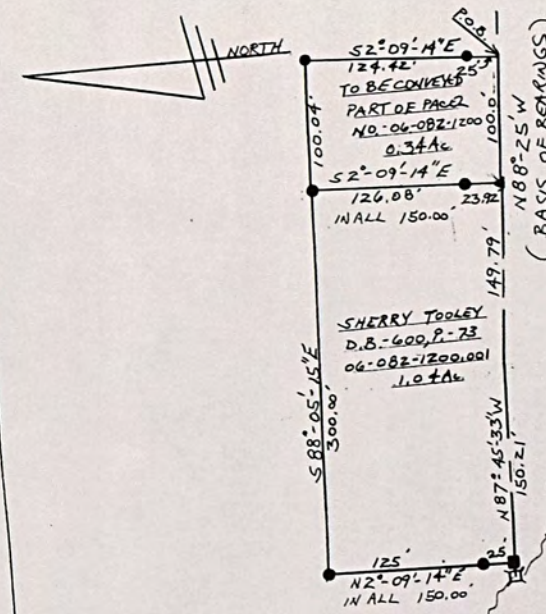 P.O.B.
NORTH
S2°-09'-14"E
124.42'
25'
TO BE CONVEYED
PART OF PACEL
NO.-06-082-1200
0.34Ac.
100.04'
100.0'
N88°-25'W
(BASIS OF BEARINGS)
S2°-09'-14"E
126.08'
23.92
IN ALL 150.00'
149.79'
SHERRY TOOLEY
D.B.-600, P.-73
06-082-1200.001
1.04Ac.
S88°-05'-15"E
300.00'
N87°-45'-33"W
150.21'
125'
25'
N2°-09'-14"E
IN ALL 150.00'